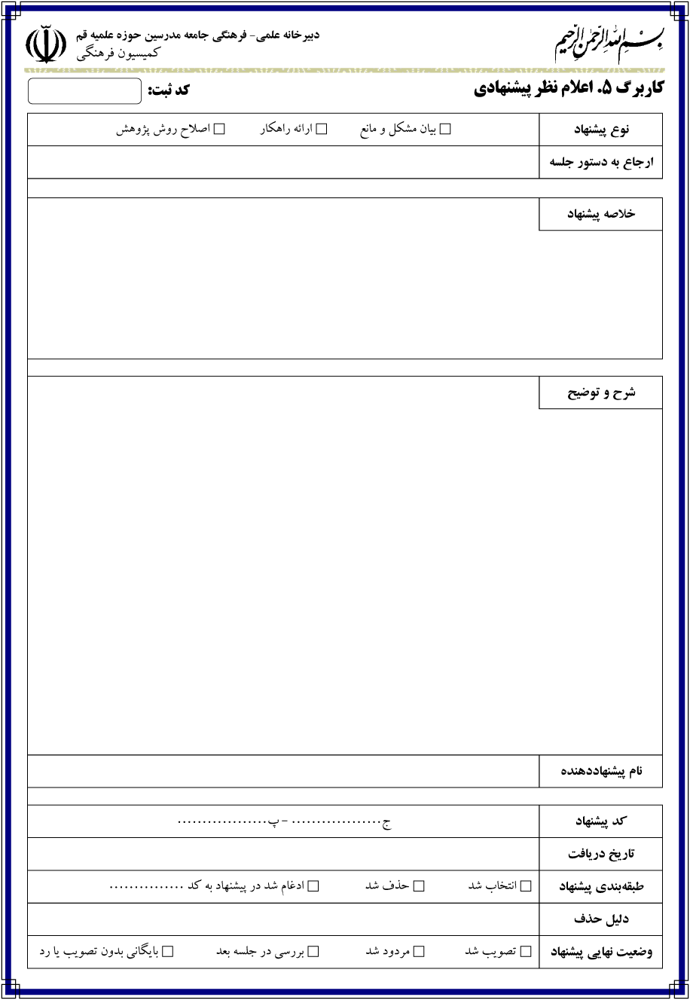 بسم الله الرحمن الرحیم
دبیرخانه علمی- فرهنگی جامعه مدرسین حوزه علمیه قم
کمیسیون فرهنگی
کاربرگ ۵. اعلام نظر پیشنهادی
کد ثبت:
نوع پیشنهاد □ بیان مشکل و مانع □ ارائه راهکار □ اصلاح روش پژوهش
ارجاع به دستور جلسه
خلاصه پیشنهاد
شرح و توضیح
نام پیشنهاددهنده
کد پیشنهاد ج.................. -پ..................
تاریخ دریافت
طبقه‌بندی پیشنهاد □ انتخاب شد □ حذف شد □ ادغام شد در پیشنهاد به کد ...............
دلیل حذف
وضعیت نهایی پیشنهاد □ تصویب شد □ مردود شد □ بررسی در جلسه بعد □ بایگانی بدون تصویب یا رد